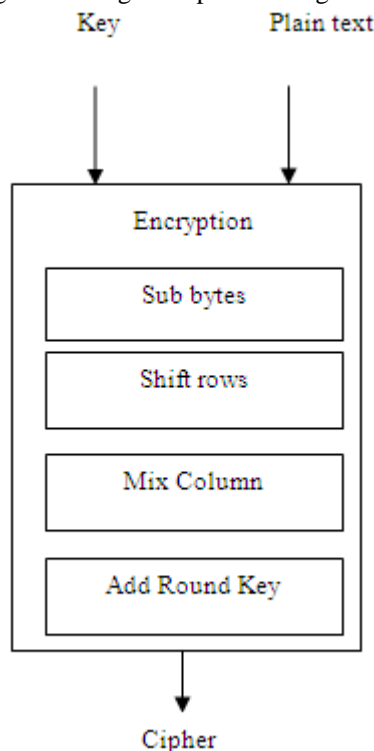 Key Plain text
Encryption
Sub bytes
Shift rows
Mix Column
Add Round Key
Cipher